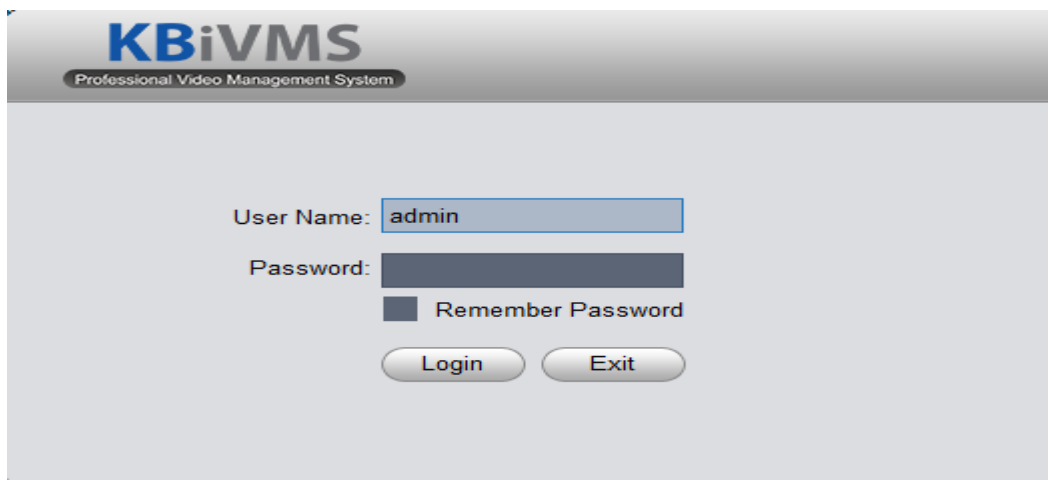 KBiVMS
Professional Video Management System
User Name: admin
Password:
Remember Password
Login Exit